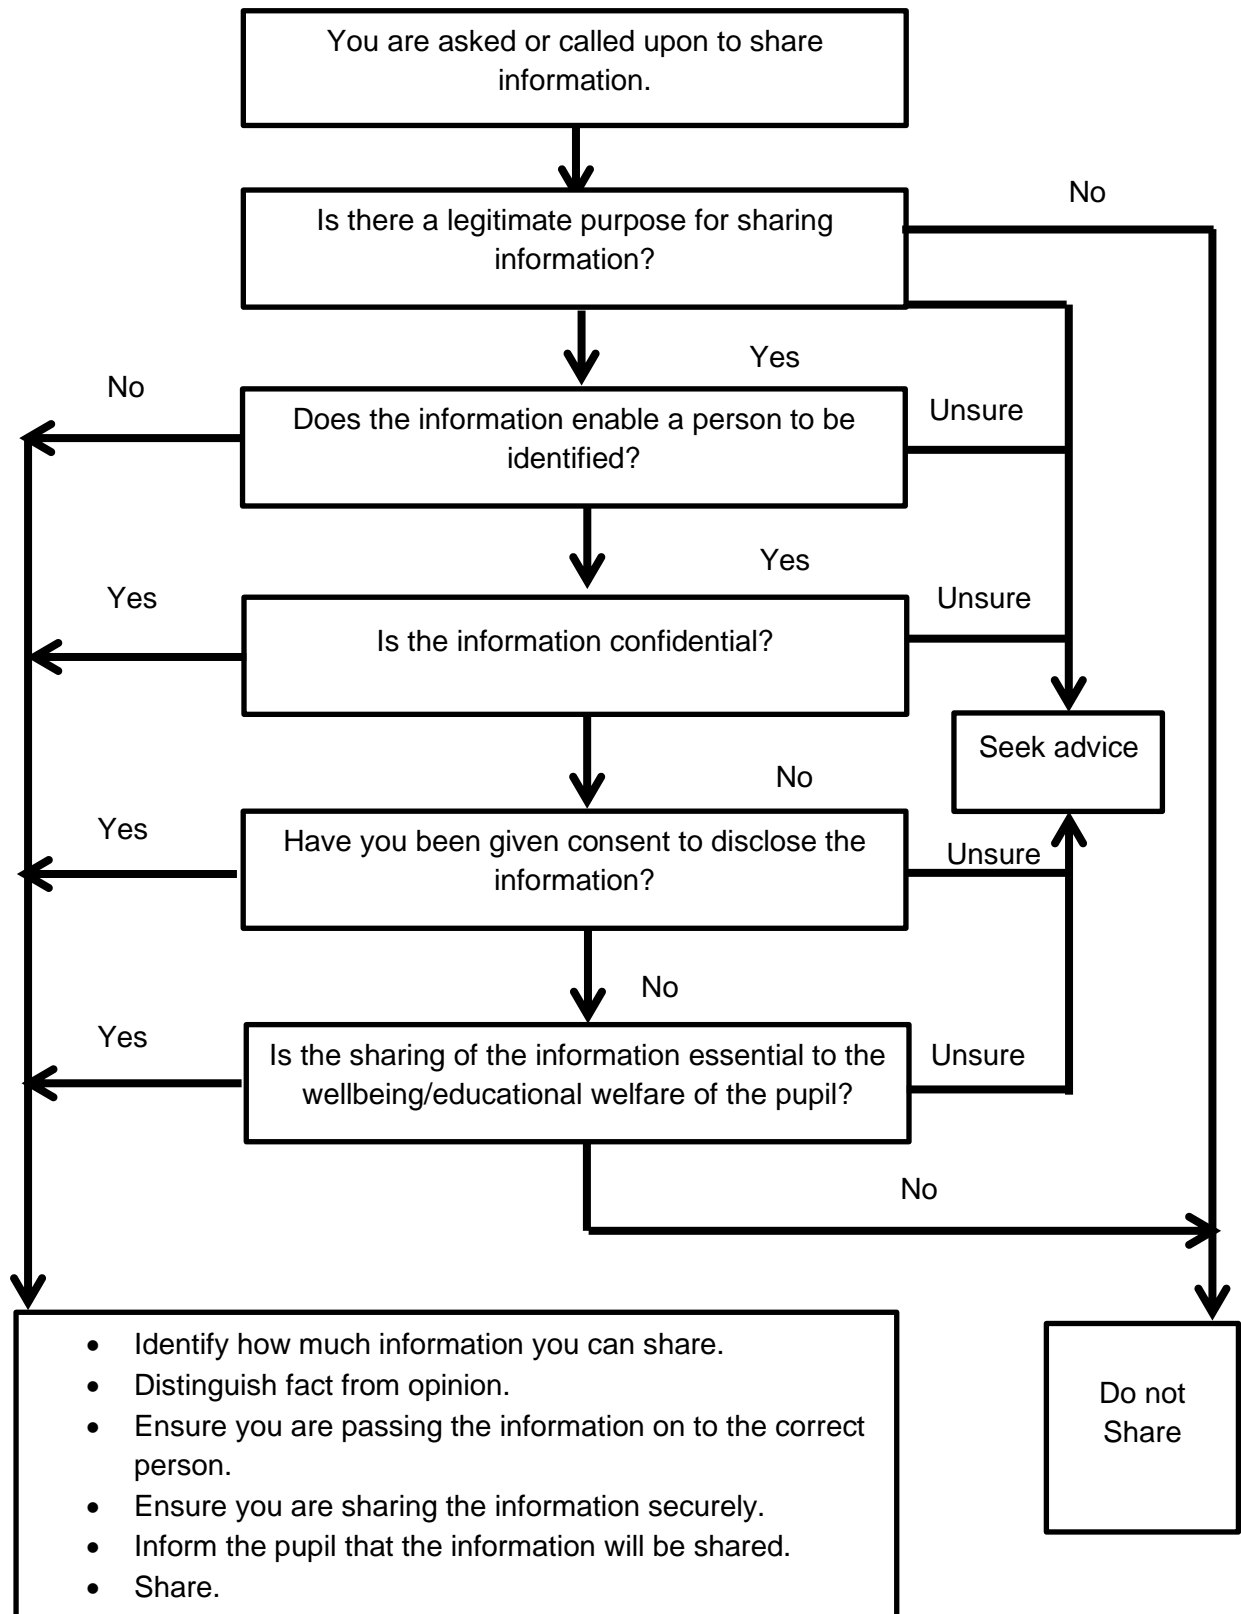 You are asked or called upon to share
information.
No
Is there a legitimate purpose for sharing
information?
Yes
No
Does the information enable a person to be
identified?
Unsure
Yes
Yes
Is the information confidential?
Unsure
Seek advice
No
Yes
Have you been given consent to disclose the
information?
Unsure
No
Yes
Is the sharing of the information essential to the
wellbeing/educational welfare of the pupil?
Unsure
No
• Identify how much information you can share.
• Distinguish fact from opinion.
• Ensure you are passing the information on to the correct
person.
• Ensure you are sharing the information securely.
• Inform the pupil that the information will be shared.
• Share.
Do not
Share